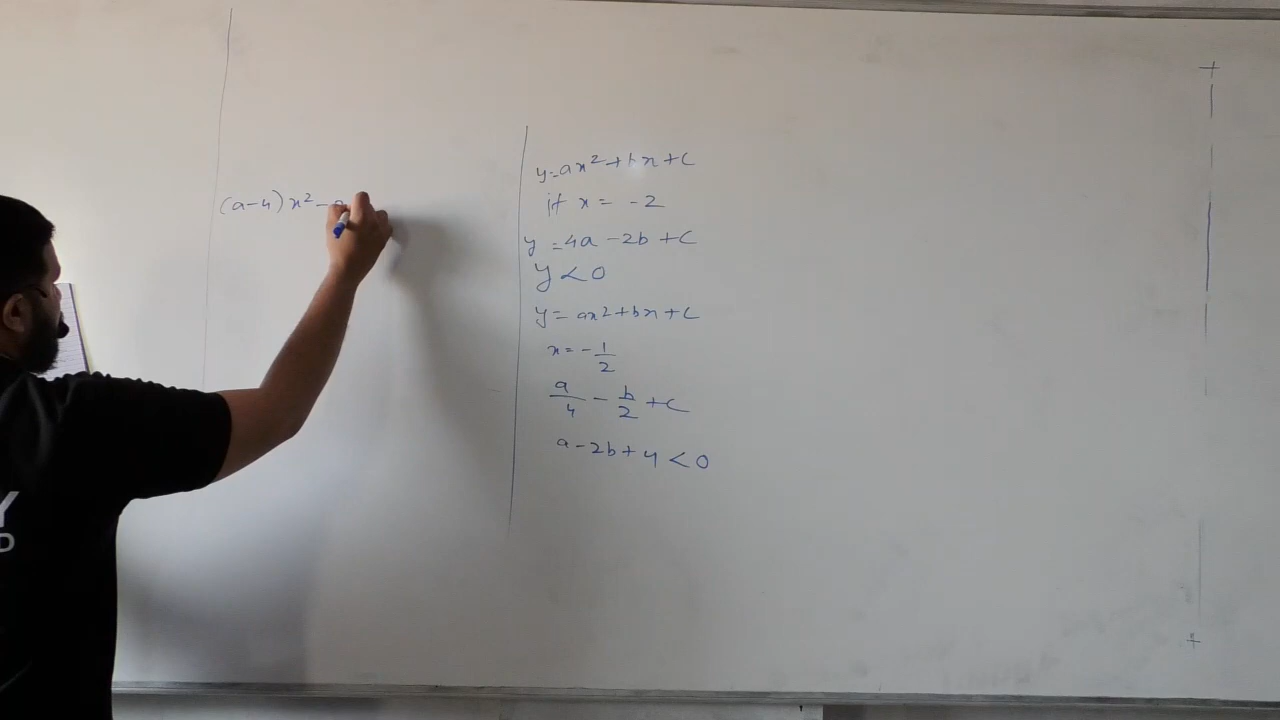 (a-4)x²-
y=ax²+bx+c
if x = -2
y = 4a-2b+c
y<0
y = ax²+bx+c
x = -1/2
a/4 - b/2 + c
a-2b+4<0
Y
D